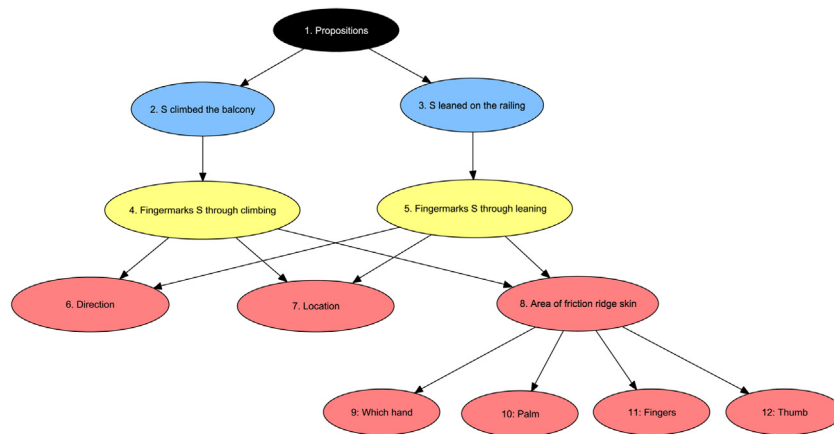 1. Propositions
2. S climbed the balcony
3. S leaned on the railing
4. Fingermarks S through climbing
5. Fingermarks S through leaning
6. Direction
7. Location
8. Area of friction ridge skin
9: Which hand
10: Palm
11: Fingers
12: Thumb